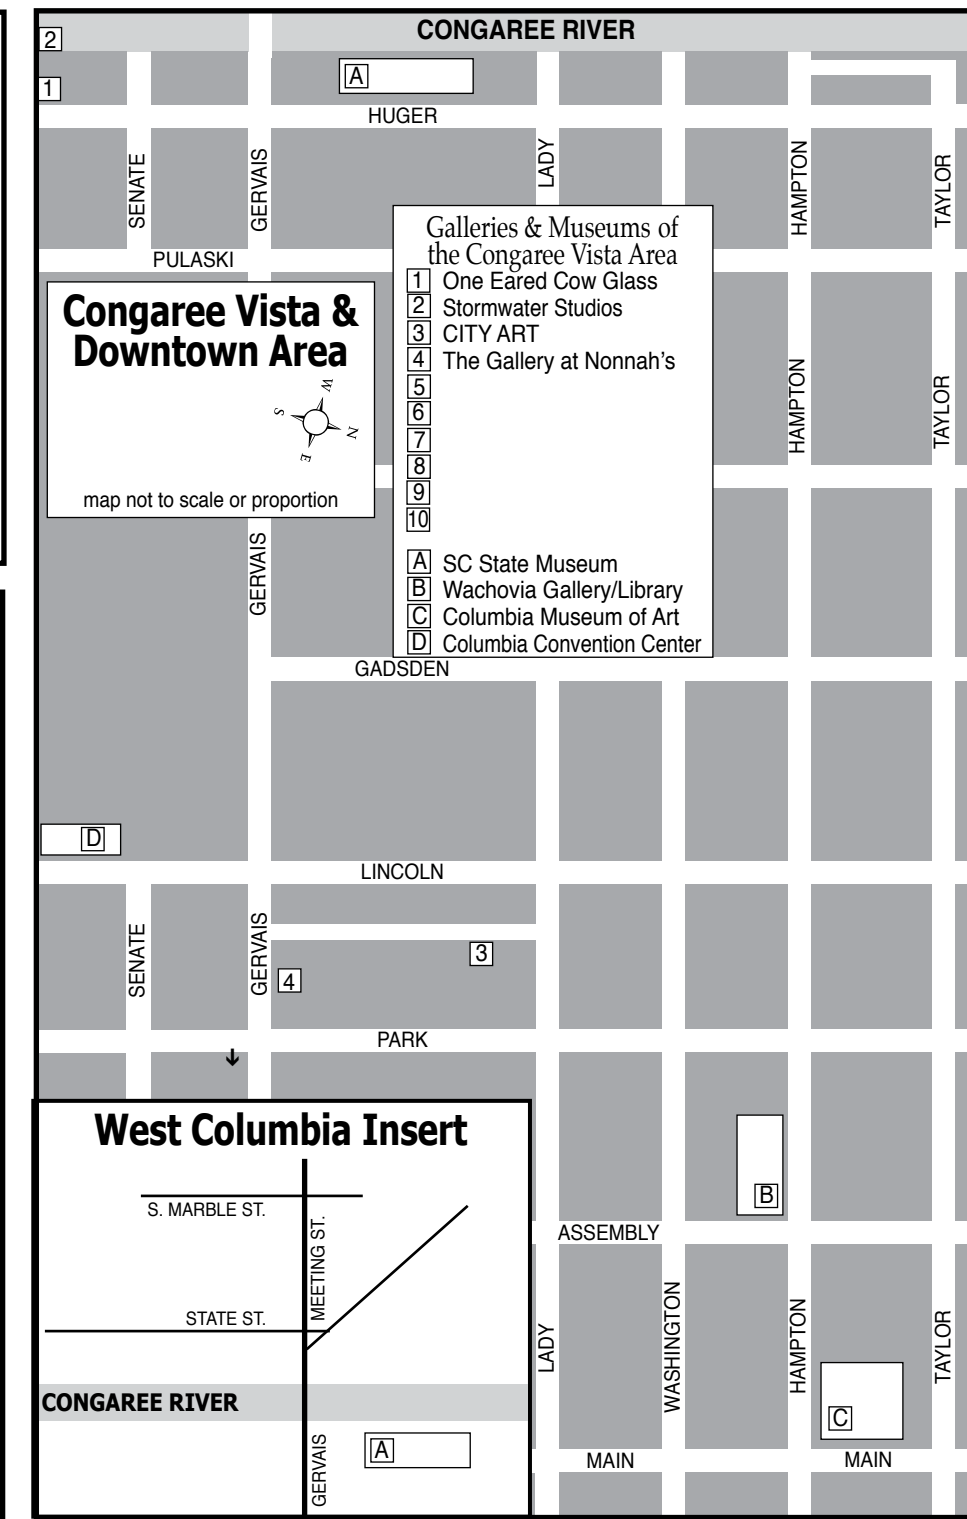 CONGAREE RIVER
2
1
A
HUGER
SENATE
GERVAIS
LADY
HAMPTON
TAYLOR
PULASKI
Congaree Vista &
Downtown Area
W
S
N
E
map not to scale or proportion
Galleries & Museums of
the Congaree Vista Area
1 One Eared Cow Glass
2 Stormwater Studios
3 CITY ART
4 The Gallery at Nonnah's
5
6
7
8
9
10
A SC State Museum
B Wachovia Gallery/Library
C Columbia Museum of Art
D Columbia Convention Center
HAMPTON
TAYLOR
GERVAIS
GADSDEN
D
LINCOLN
SENATE
GERVAIS
4
3
PARK
West Columbia Insert
S. MARBLE ST.
MEETING ST.
STATE ST.
CONGAREE RIVER
GERVAIS
A
B
ASSEMBLY
LADY
WASHINGTON
HAMPTON
TAYLOR
C
MAIN
MAIN